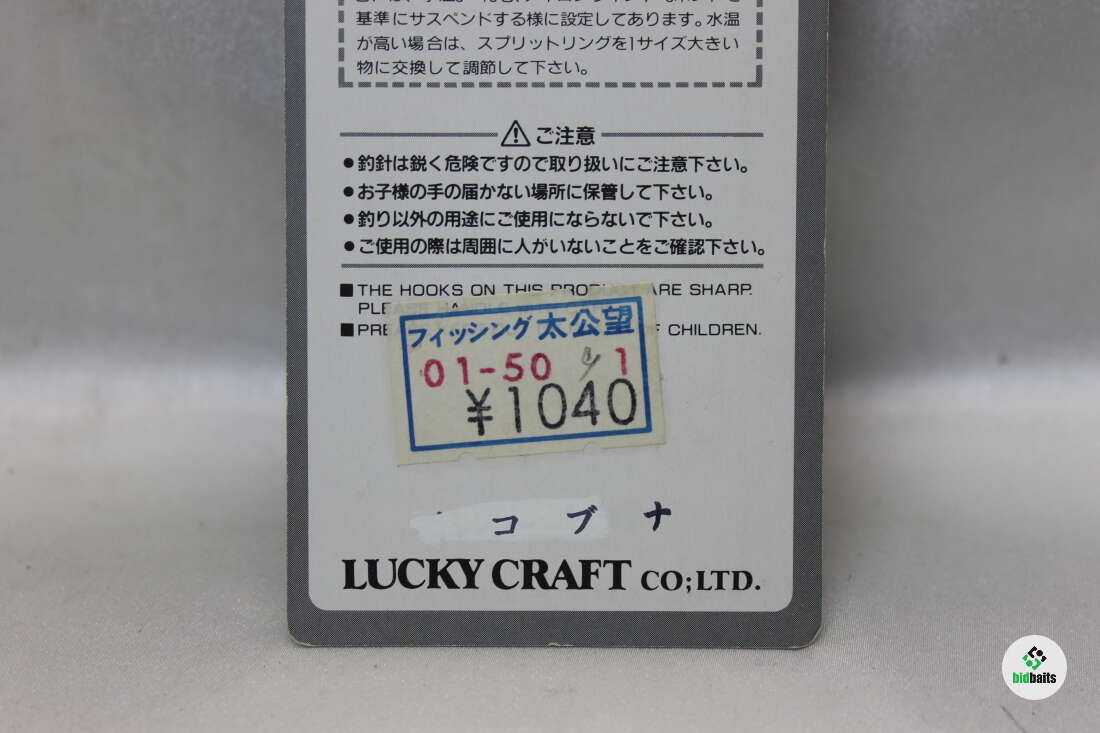 基準にサスペンドする様に設定してあります。水温
が高い場合は、スプリットリングを1サイズ大きい
物に交換して調節して下さい。
ご注意
●釣針は鋭く危険ですので取り扱いにご注意下さい。
●お子様の手の届かない場所に保管して下さい。
●釣り以外の用途にご使用にならないで下さい。
●ご使用の際は周囲に人がいないことをご確認下さい。
■THE HOOKS ON THIS PRODUCT ARE SHARP.
■PRE
F CHILDREN.
フィッシング太公望
01-50 1
¥1040
コブナ
LUCKY CRAFT CO;LTD.
bidbaits